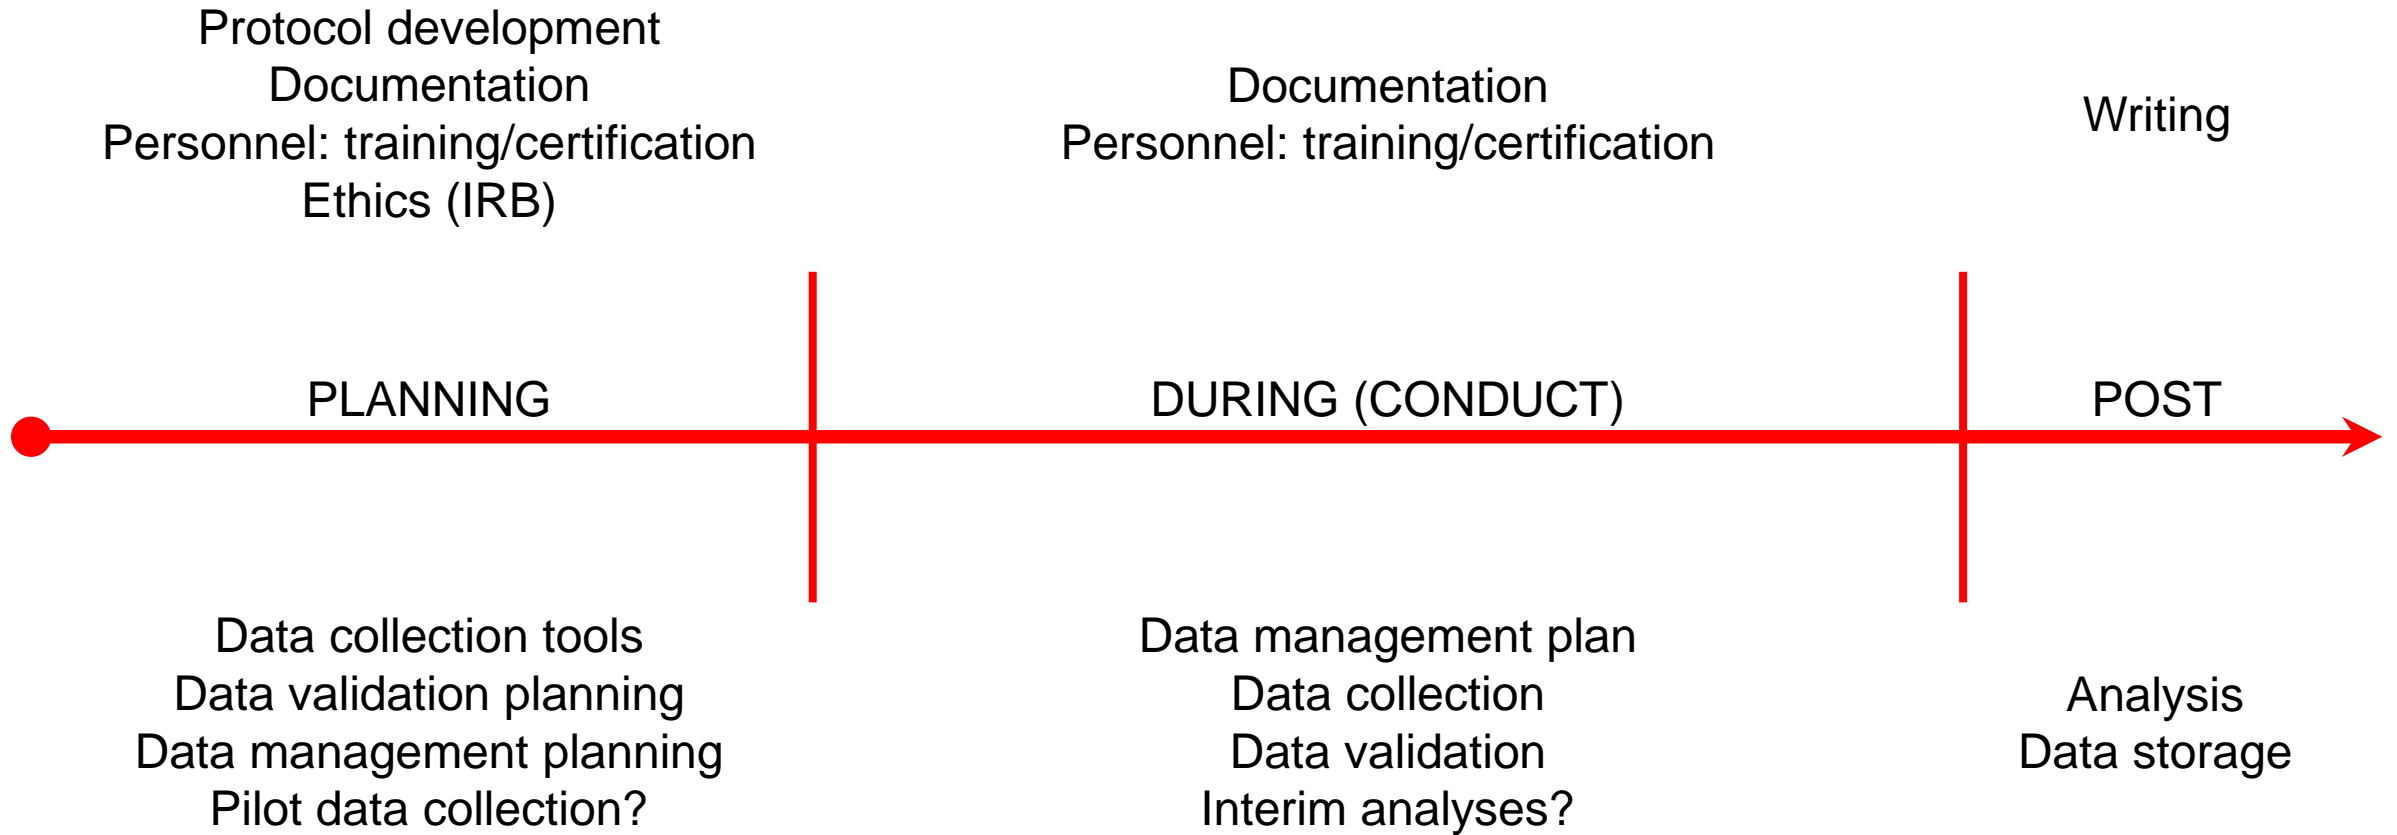 Protocol development
Documentation
Personnel: training/certification
Ethics (IRB)
Documentation
Personnel: training/certification
Writing
PLANNING
DURING (CONDUCT)
POST
Data collection tools
Data validation planning
Data management planning
Pilot data collection?
Data management plan
Data collection
Data validation
Interim analyses?
Analysis
Data storage